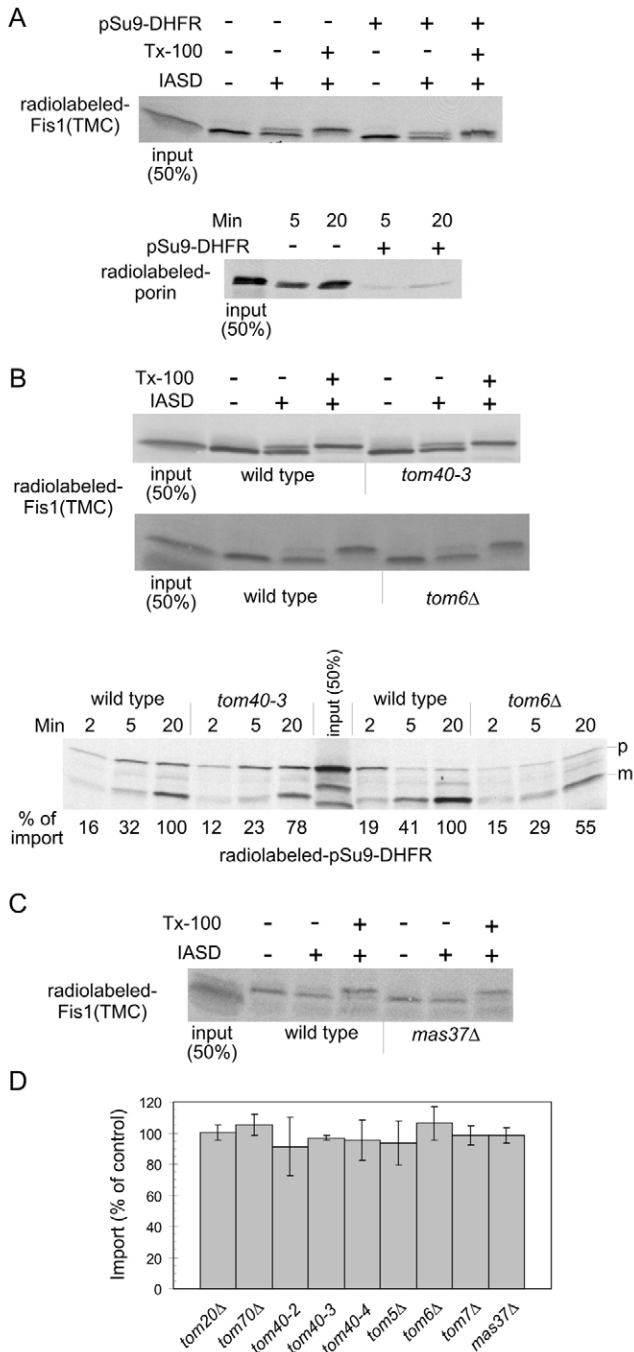 A
pSu9-DHFR - - - + + +
Tx-100 - - + - - +
IASD - + + - + +
radiolabeled-
Fis1(TMC)
input
(50%)
Min 5 20 5 20
pSu9-DHFR - - + +
radiolabeled-
porin
input
(50%)
B
Tx-100 - - + - - +
IASD - + + - + +
input
(50%)
wild type tom40-3
radiolabeled-
Fis1(TMC)
input
(50%)
wild type tom6Δ
wild type tom40-3 input (50%) wild type tom6Δ
Min 2 5 20 2 5 20 2 5 20 2 5 20
p
m
% of
import
16 32 100 12 23 78 19 41 100 15 29 55
radiolabeled-pSu9-DHFR
C
Tx-100 - - + - - +
IASD - + + - + +
radiolabeled-
Fis1(TMC)
input
(50%)
wild type mas37Δ
D
Import (% of control)
120
100
80
60
40
20
0
tom20Δ tom70Δ tom40-2 tom40-3 tom40-4 tom5Δ tom6Δ tom7Δ mas37Δ